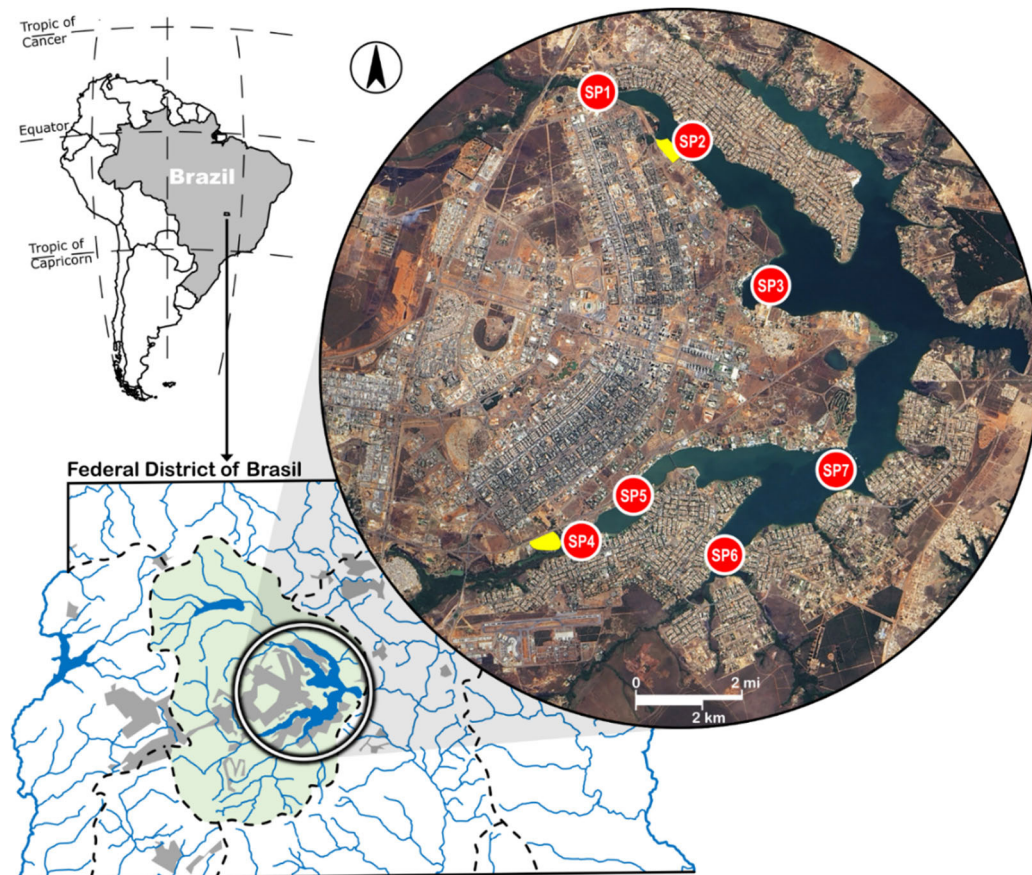 Tropic of
Cancer
Equator
Brazil
Tropic of
Capricorn
Federal District of Brasil
SP1
SP2
SP3
SP7
SP5
SP4
SP6
0 2 mi
2 km